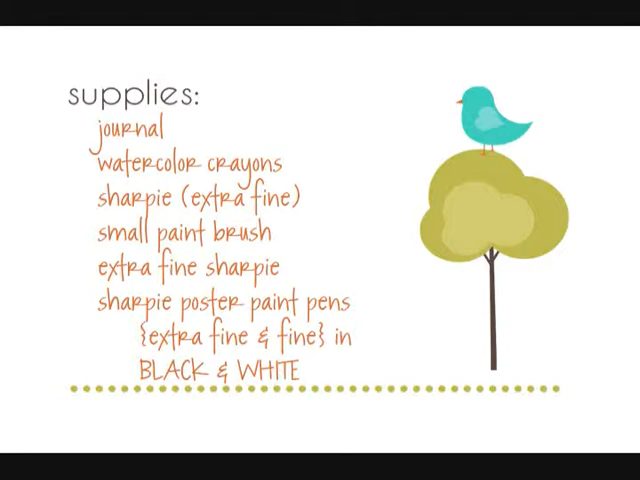 supplies:
journal
watercolor crayons
sharpie (extra fine)
small paint brush
extra fine sharpie
sharpie poster paint pens
{extra fine & fine} in
BLACK & WHITE